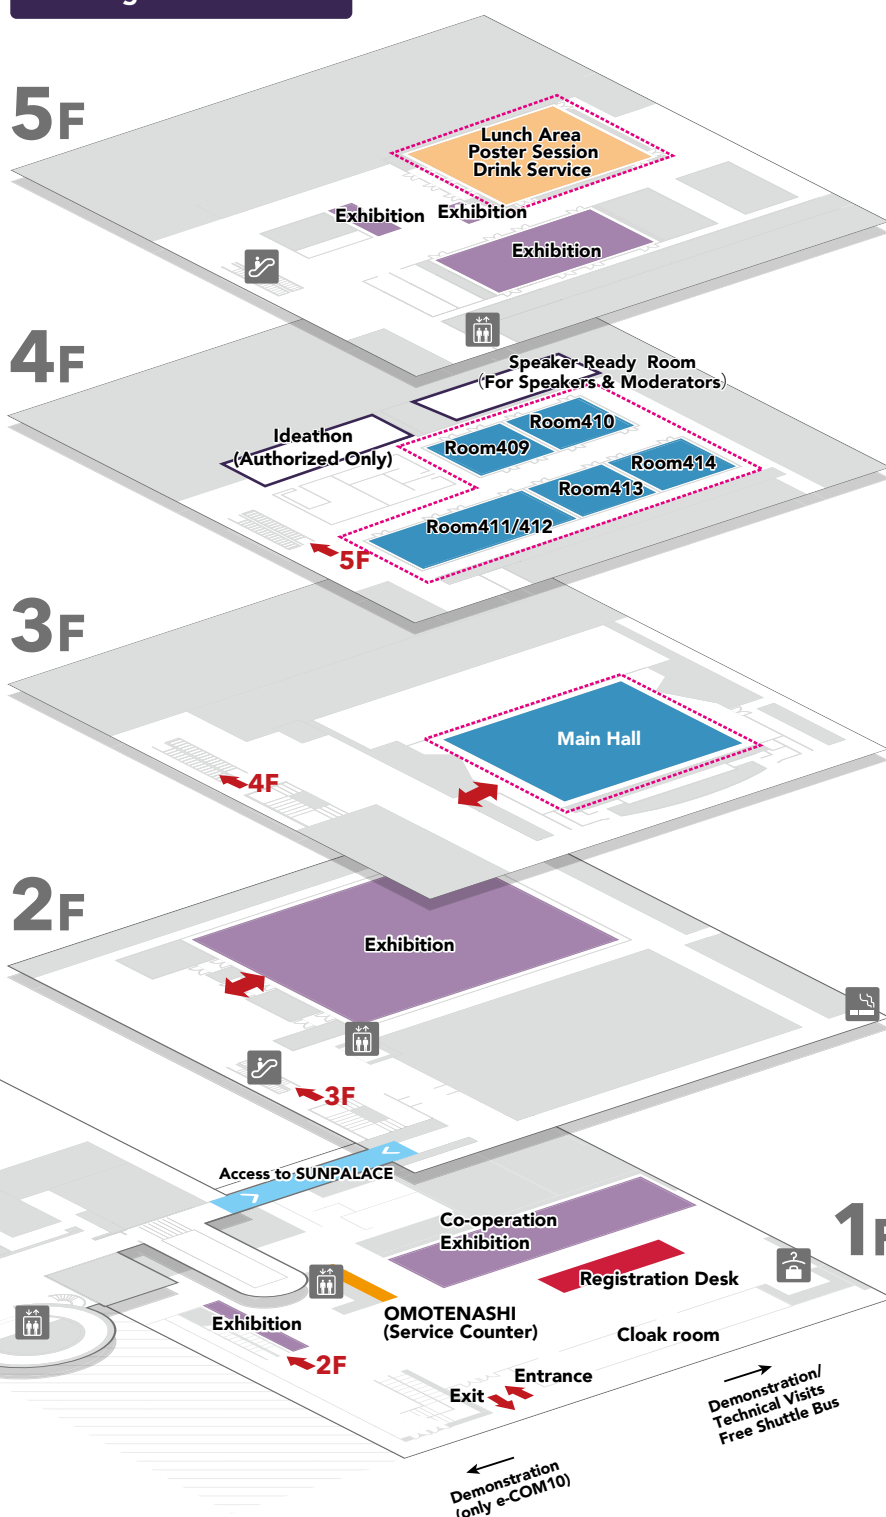 5F
Lunch Area
Poster Session
Drink Service
Exhibition
Exhibition
Exhibition
4F
Speaker Ready Room
(For Speakers & Moderators)
Ideathon
(Authorized Only)
Room410
Room409
Room414
Room413
Room411/412
5F
3F
Main Hall
4F
2F
Exhibition
3F
Access to SUNPALACE
1F
Co-operation
Exhibition
Registration Desk
OMOTENASHI
(Service Counter)
Exhibition
Cloak room
2F
Entrance
Exit
Demonstration/
Technical Visits
Free Shuttle Bus
Demonstration
(only e-COM10)